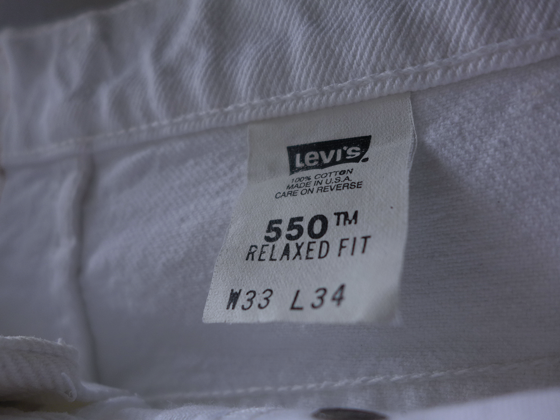 Levi's
100% COTTON
MADE IN U.S.A.
CARE ON REVERSE
550™
RELAXED FIT
W33 L34